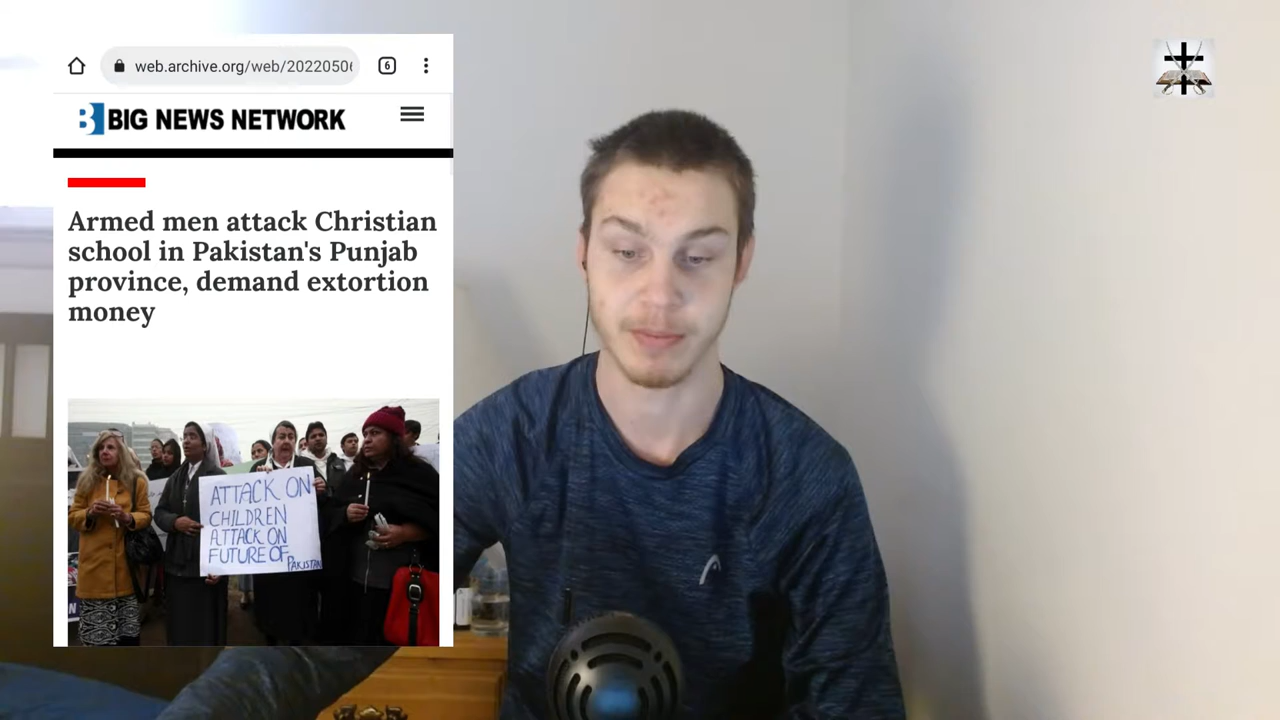 web.archive.org/web/20220506
6
BIG NEWS NETWORK
Armed men attack Christian
school in Pakistan's Punjab
province, demand extortion
money
ATTACK ON
CHILDREN
ATTACK ON
FUTURE OF
PAKISTAN